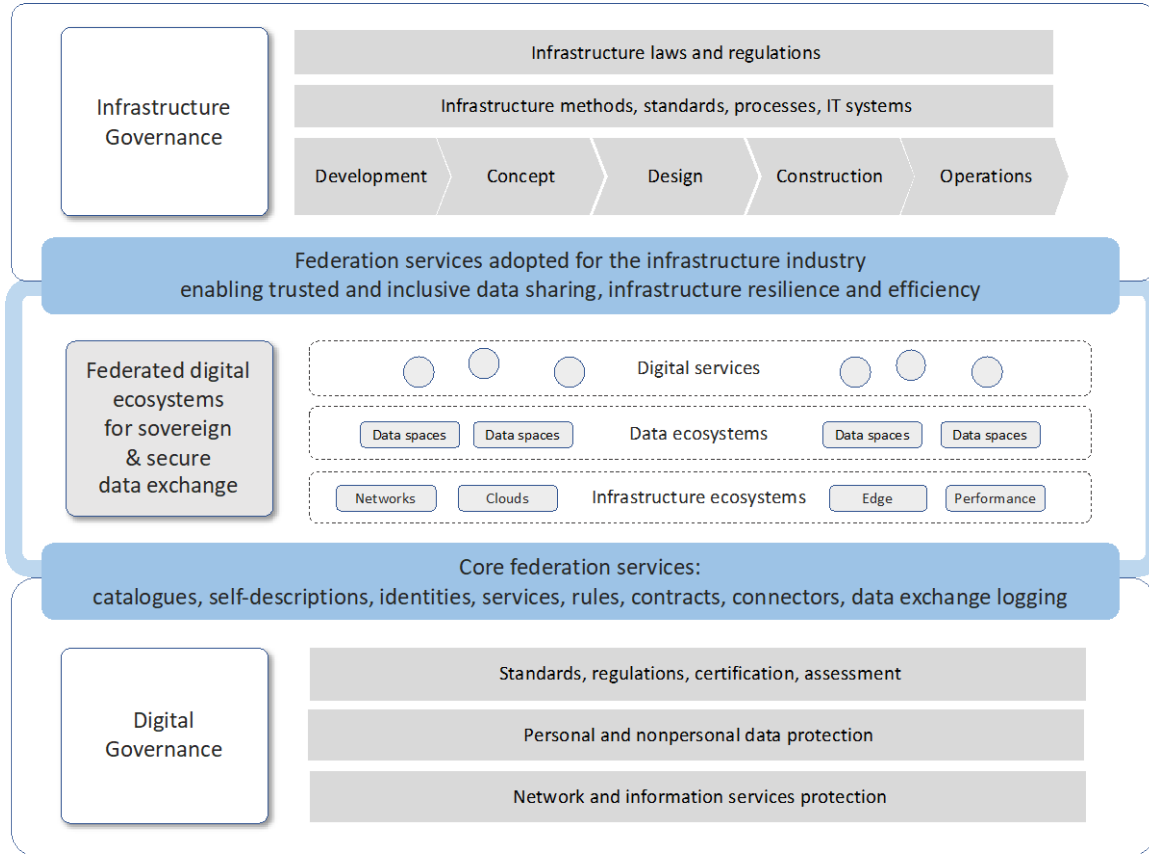 Infrastructure
Governance
Infrastructure laws and regulations
Infrastructure methods, standards, processes, IT systems
Development
Concept
Design
Construction
Operations
Federation services adopted for the infrastructure industry
enabling trusted and inclusive data sharing, infrastructure resilience and efficiency
Federated digital
ecosystems
for sovereign
& secure
data exchange
Digital services
Data spaces
Data spaces
Data ecosystems
Data spaces
Data spaces
Networks
Clouds
Infrastructure ecosystems
Edge
Performance
Core federation services:
catalogues, self-descriptions, identities, services, rules, contracts, connectors, data exchange logging
Digital
Governance
Standards, regulations, certification, assessment
Personal and nonpersonal data protection
Network and information services protection